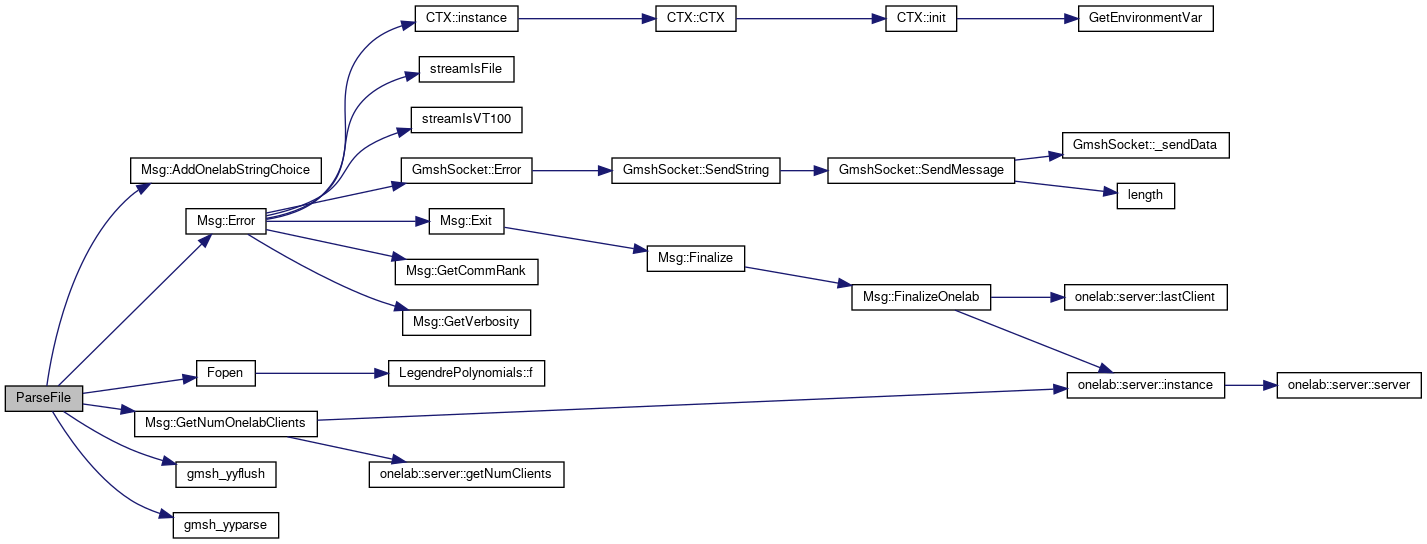 CTX::instance
CTX::CTX
CTX::init
GetEnvironmentVar
streamIsFile
streamIsVT100
GmshSocket::_sendData
Msg::AddOnelabStringChoice
GmshSocket::Error
GmshSocket::SendString
GmshSocket::SendMessage
length
Msg::Error
Msg::Exit
Msg::Finalize
Msg::GetCommRank
Msg::FinalizeOnelab
onelab::server::lastClient
Msg::GetVerbosity
Fopen
LegendrePolynomials::f
onelab::server::instance
onelab::server::server
ParseFile
Msg::GetNumOnelabClients
gmsh_yyflush
onelab::server::getNumClients
gmsh_yyparse